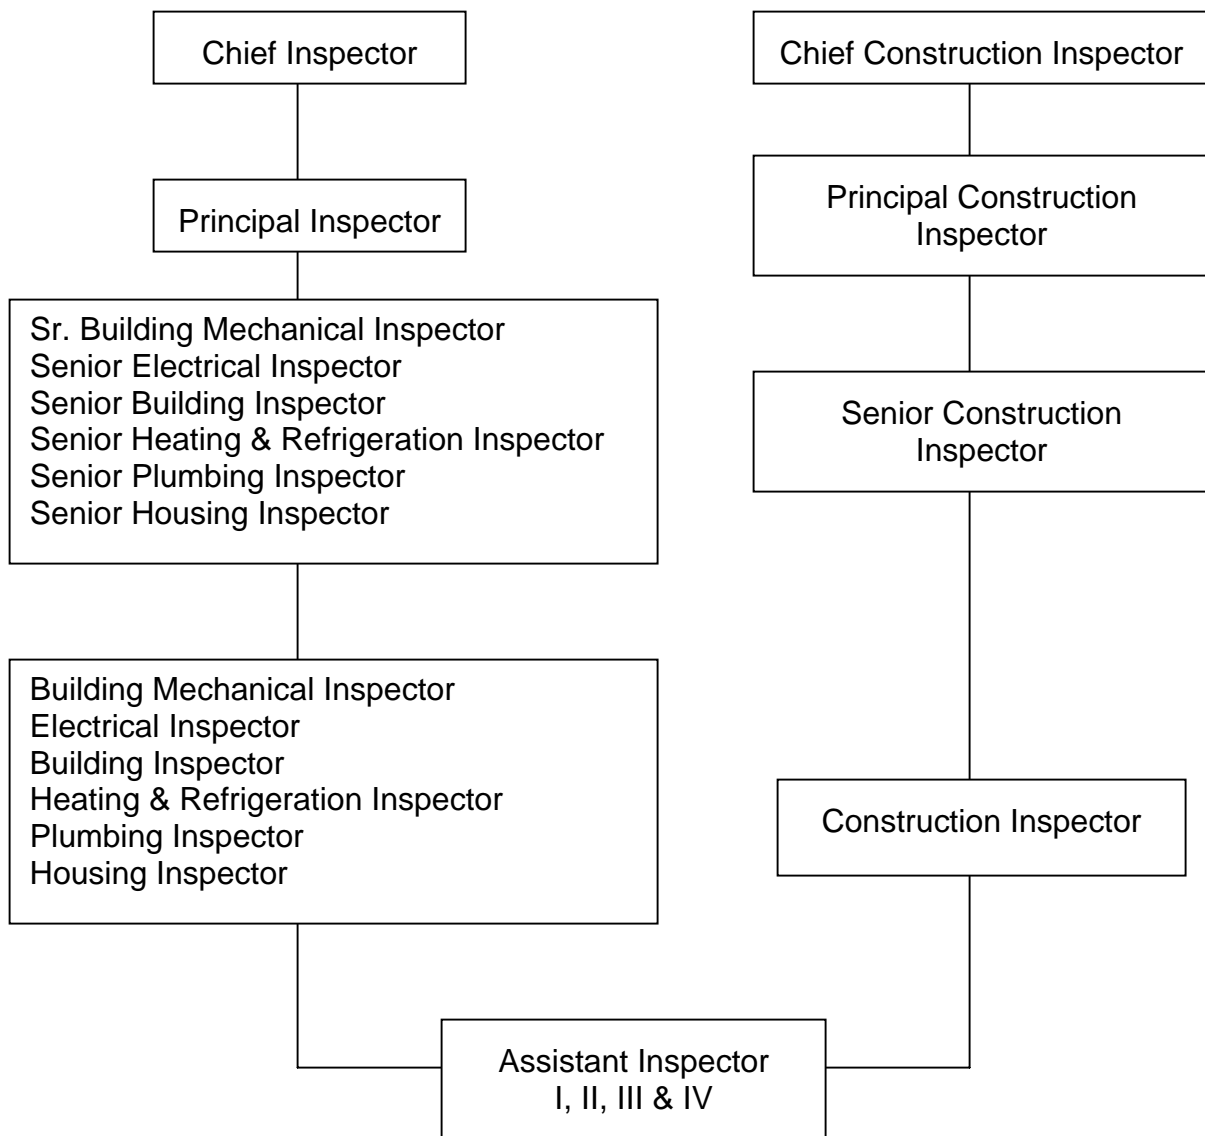 Chief Inspector
Principal Inspector
Sr. Building Mechanical Inspector
Senior Electrical Inspector
Senior Building Inspector
Senior Heating & Refrigeration Inspector
Senior Plumbing Inspector
Senior Housing Inspector
Building Mechanical Inspector
Electrical Inspector
Building Inspector
Heating & Refrigeration Inspector
Plumbing Inspector
Housing Inspector
Chief Construction Inspector
Principal Construction
Inspector
Senior Construction
Inspector
Construction Inspector
Assistant Inspector
I, II, III & IV